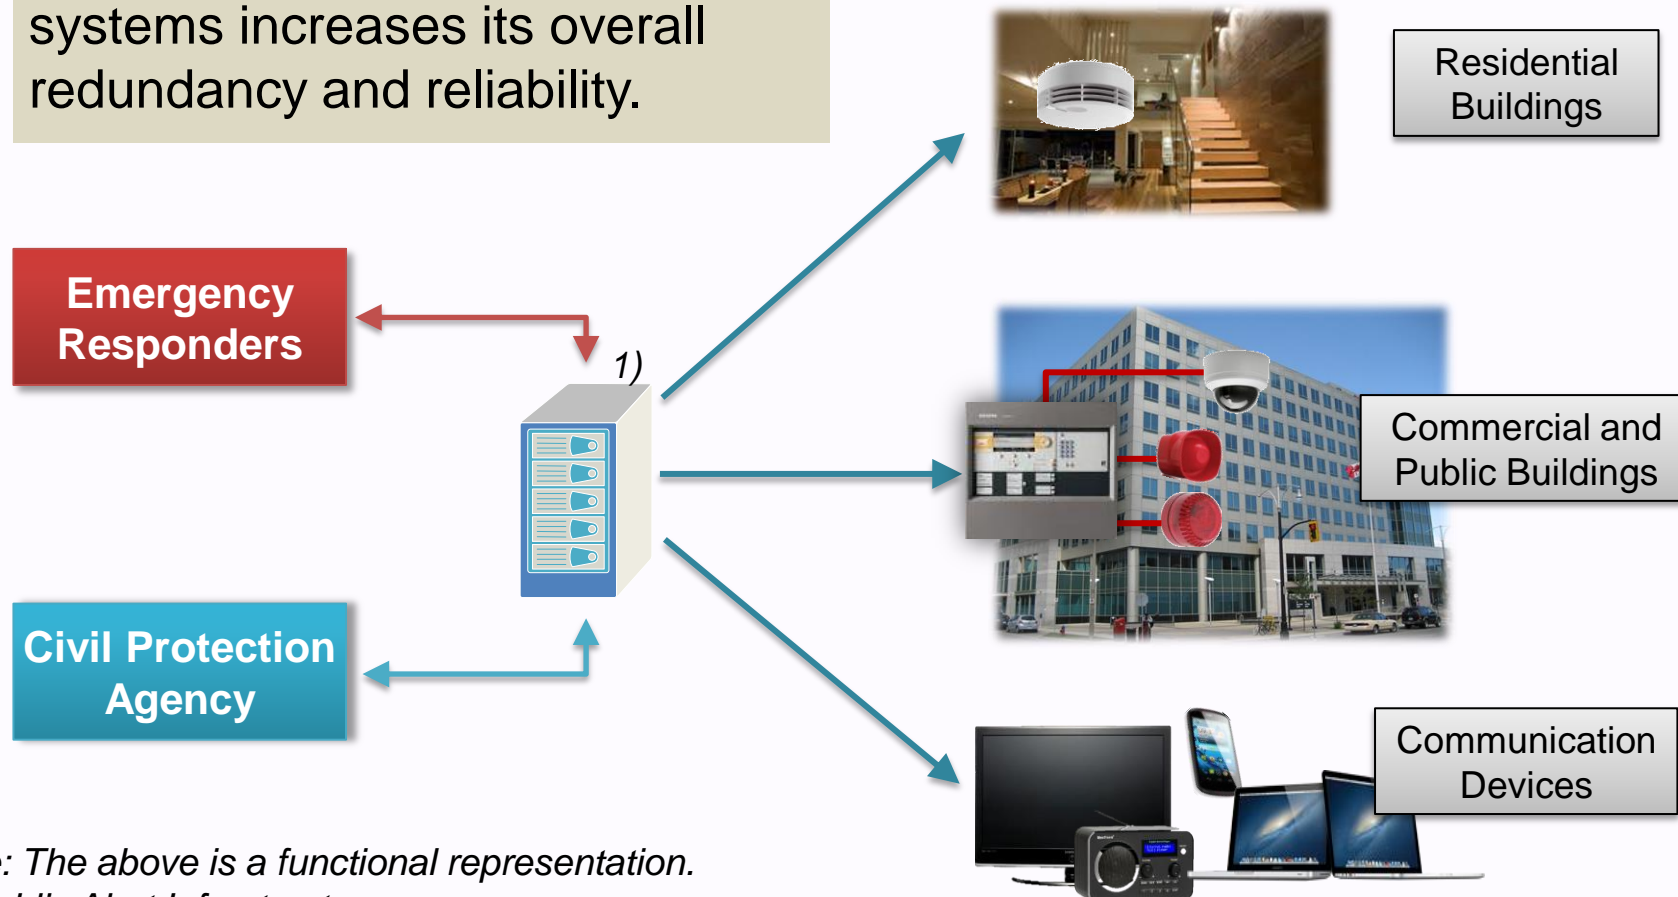 systems increases its overall
redundancy and reliability.
Residential
Buildings
Emergency
Responders
1)
Commercial and
Public Buildings
Civil Protection
Agency
Communication
Devices
: The above is a functional representation.